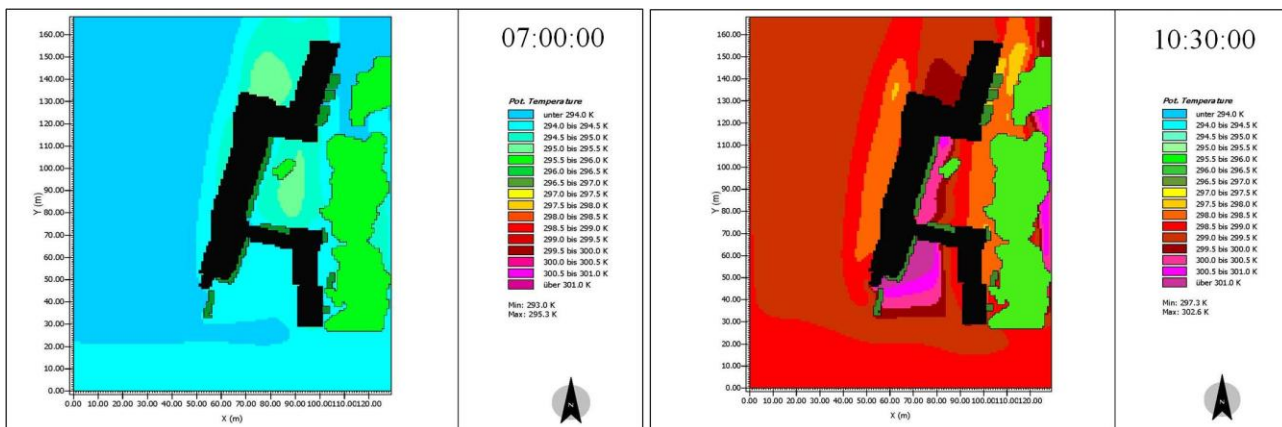 07:00:00
160.00
150.00
140.00
130.00
120.00
110.00
100.00
90.00
80.00
70.00
60.00
50.00
40.00
30.00
20.00
10.00
0.00
Y (m)
0.00 10.00 20.00 30.00 40.00 50.00 60.00 70.00 80.00 90.00 100.00 110.00 120.00
X (m)
Pot. Temperature
unter 294.0 K
294.0 bis 294.5 K
294.5 bis 295.0 K
295.0 bis 295.5 K
295.5 bis 296.0 K
296.0 bis 296.5 K
296.5 bis 297.0 K
297.0 bis 297.5 K
297.5 bis 298.0 K
298.0 bis 298.5 K
298.5 bis 299.0 K
299.0 bis 299.5 K
299.5 bis 300.0 K
300.0 bis 300.5 K
300.5 bis 301.0 K
über 301.0 K
Min: 293.0 K
Max: 295.3 K
N
10:30:00
160.00
150.00
140.00
130.00
120.00
110.00
100.00
90.00
80.00
70.00
60.00
50.00
40.00
30.00
20.00
10.00
0.00
Y (m)
0.00 10.00 20.00 30.00 40.00 50.00 60.00 70.00 80.00 90.00 100.00 110.00 120.00
X (m)
Pot. Temperature
unter 294.0 K
294.0 bis 294.5 K
294.5 bis 295.0 K
295.0 bis 295.5 K
295.5 bis 296.0 K
296.0 bis 296.5 K
296.5 bis 297.0 K
297.0 bis 297.5 K
297.5 bis 298.0 K
298.0 bis 298.5 K
298.5 bis 299.0 K
299.0 bis 299.5 K
299.5 bis 300.0 K
300.0 bis 300.5 K
300.5 bis 301.0 K
über 301.0 K
Min: 297.3 K
Max: 302.6 K
N